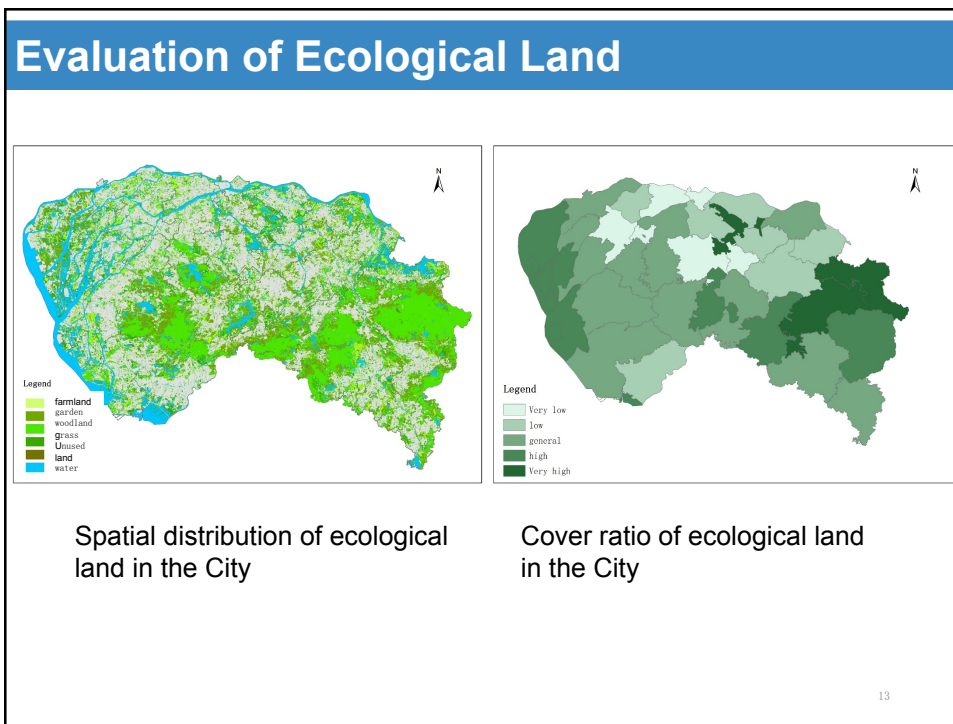 Evaluation of Ecological Land
N
Legend
farmland
garden
woodland
grass
Unused
land
water
N
Legend
Very low
low
general
high
Very high
Spatial distribution of ecological
land in the City
Cover ratio of ecological land
in the City
13